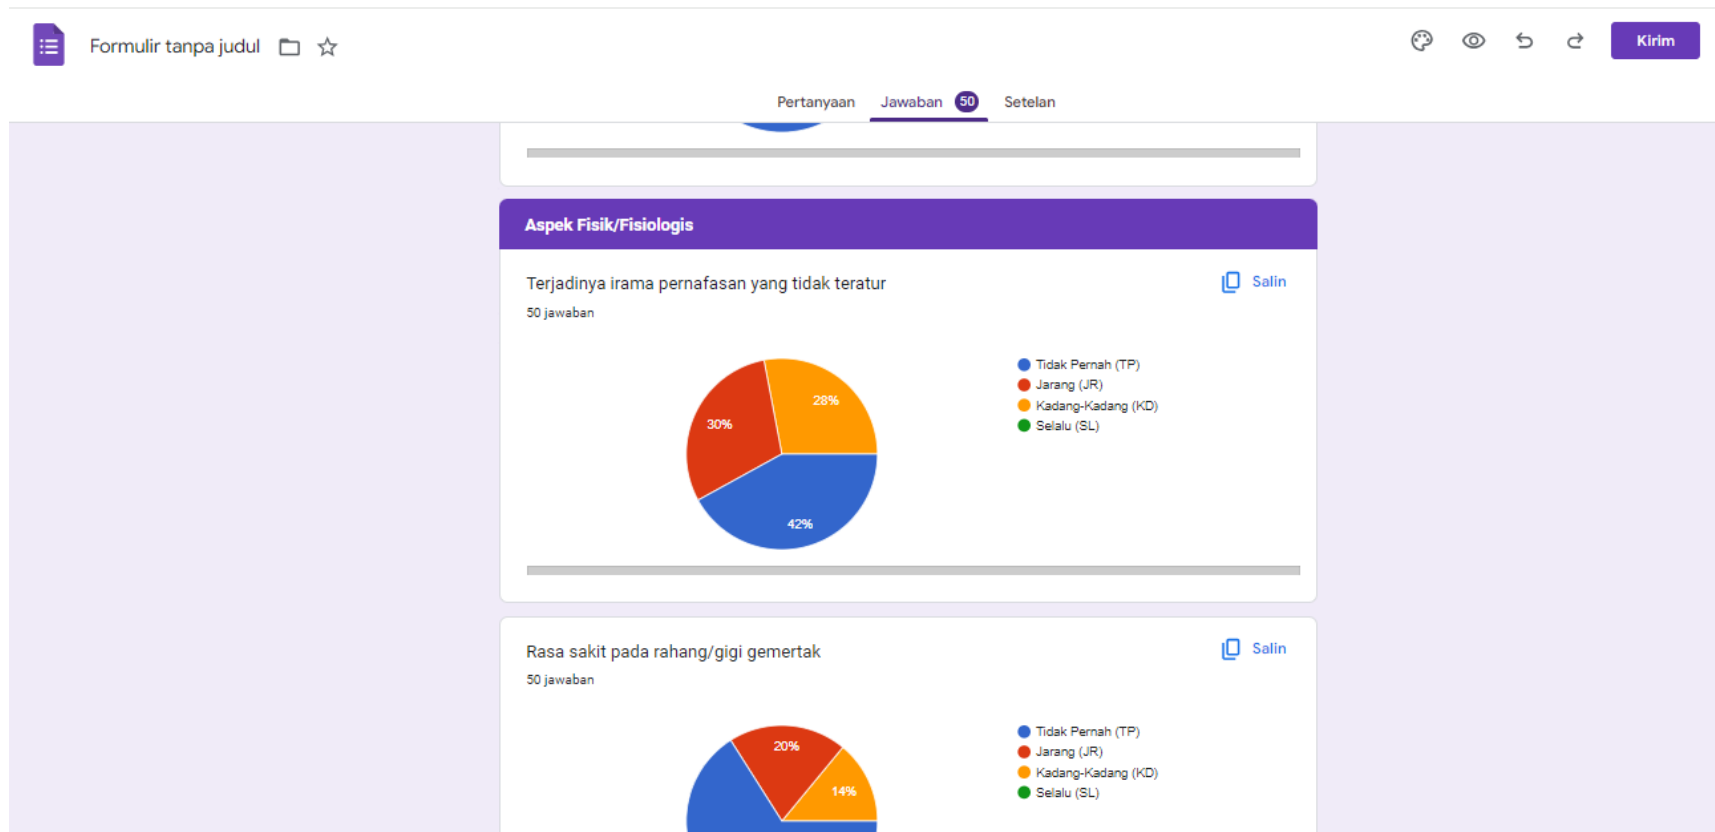 Formulir tanpa judul
Kirim
Pertanyaan Jawaban 50 Setelan
Aspek Fisik/Fisiologis
Terjadinya irama pernafasan yang tidak teratur
Salin
50 jawaban
28%
30%
42%
Tidak Pernah (TP)
Jarang (JR)
Kadang-Kadang (KD)
Selalu (SL)
Rasa sakit pada rahang/gigi gemertak
Salin
50 jawaban
20%
14%
Tidak Pernah (TP)
Jarang (JR)
Kadang-Kadang (KD)
Selalu (SL)